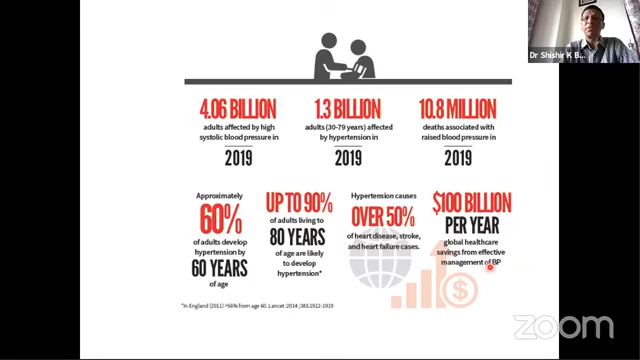 Dr Shishir K B...
4.06 BILLION
adults affected by high
systolic blood pressure in
2019
1.3 BILLION
adults (30-79 years) affected
by hypertension in
2019
10.8 MILLION
deaths associated with
raised blood pressure in
2019
Approximately
60%
of adults develop
hypertension by
60 YEARS
of age
UP TO 90%
of adults living to
80 YEARS
of age are likely
to develop
hypertension*
Hypertension causes
OVER 50%
of heart disease, stroke,
and heart failure cases.
$100 BILLION
PER YEAR
global healthcare
savings from effective
management of BP
$
*In England (2011) >56% from age 60. Lancet :2014 ;383:1912-1919
zoom